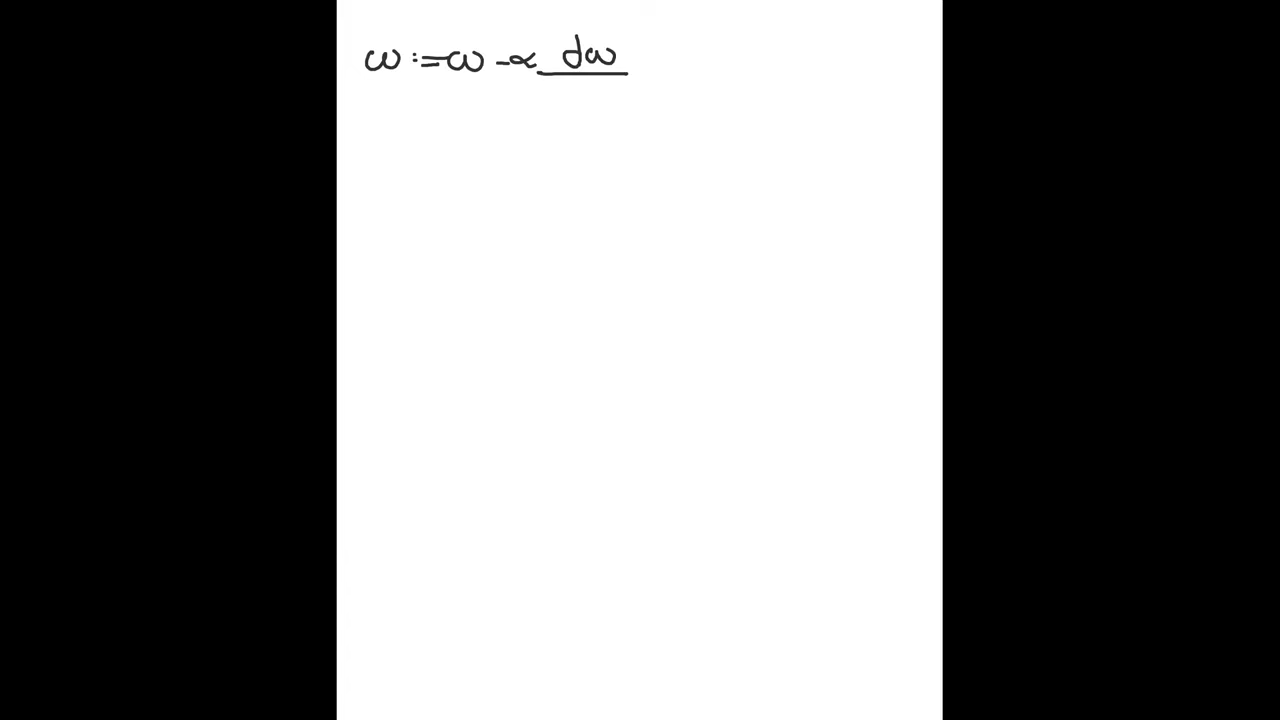 ω := ω - α dω